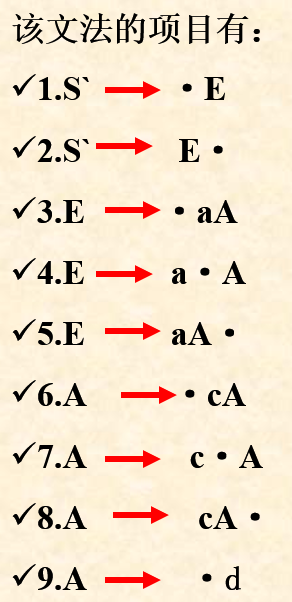 该文法的项目有：
✓1.S` → ·E
✓2.S` → E·
✓3.E → ·aA
✓4.E → a·A
✓5.E → aA·
✓6.A → ·cA
✓7.A → c·A
✓8.A → cA·
✓9.A → ·d